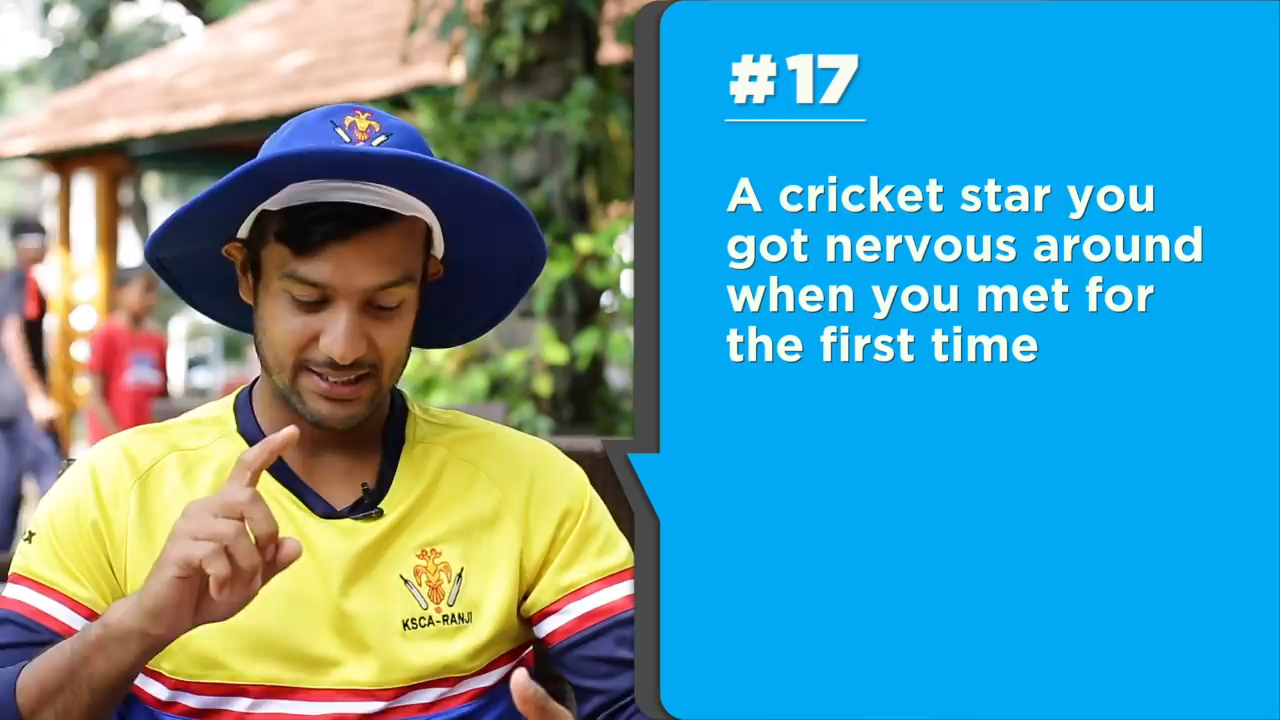 #17
A cricket star you
got nervous around
when you met for
the first time
KSCA-RANJI